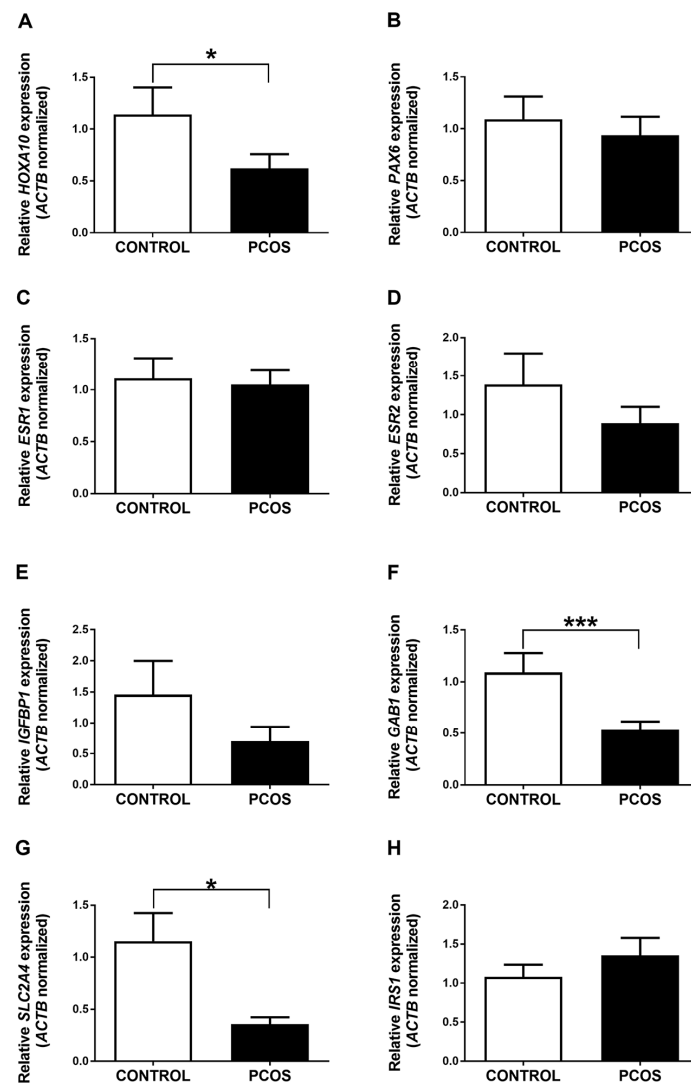 A
Relative HOXA10 expression
(ACTB normalized)
1.5
1.0
0.5
0.0
*
CONTROL
PCOS
B
Relative PAX6 expression
(ACTB normalized)
1.5
1.0
0.5
0.0
CONTROL
PCOS
C
Relative ESR1 expression
(ACTB normalized)
1.5
1.0
0.5
0.0
CONTROL
PCOS
D
Relative ESR2 expression
(ACTB normalized)
2.0
1.5
1.0
0.5
0.0
CONTROL
PCOS
E
Relative IGFBP1 expression
(ACTB normalized)
2.5
2.0
1.5
1.0
0.5
0.0
CONTROL
PCOS
F
Relative GAB1 expression
(ACTB normalized)
1.5
1.0
0.5
0.0
***
CONTROL
PCOS
G
Relative SLC2A4 expression
(ACTB normalized)
1.5
1.0
0.5
0.0
*
CONTROL
PCOS
H
Relative IRS1 expression
(ACTB normalized)
2.0
1.5
1.0
0.5
0.0
CONTROL
PCOS